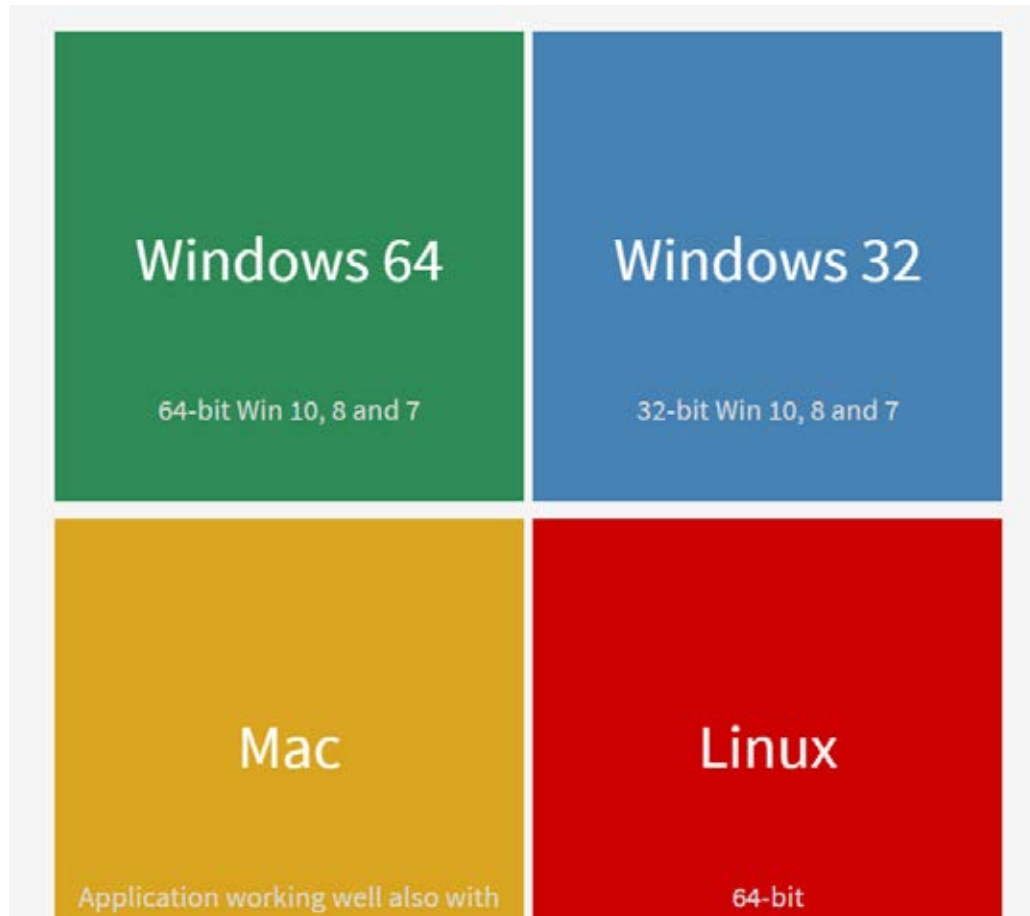 Windows 64
64-bit Win 10, 8 and 7
Windows 32
32-bit Win 10, 8 and 7
Mac
Application working well also with
Linux
64-bit